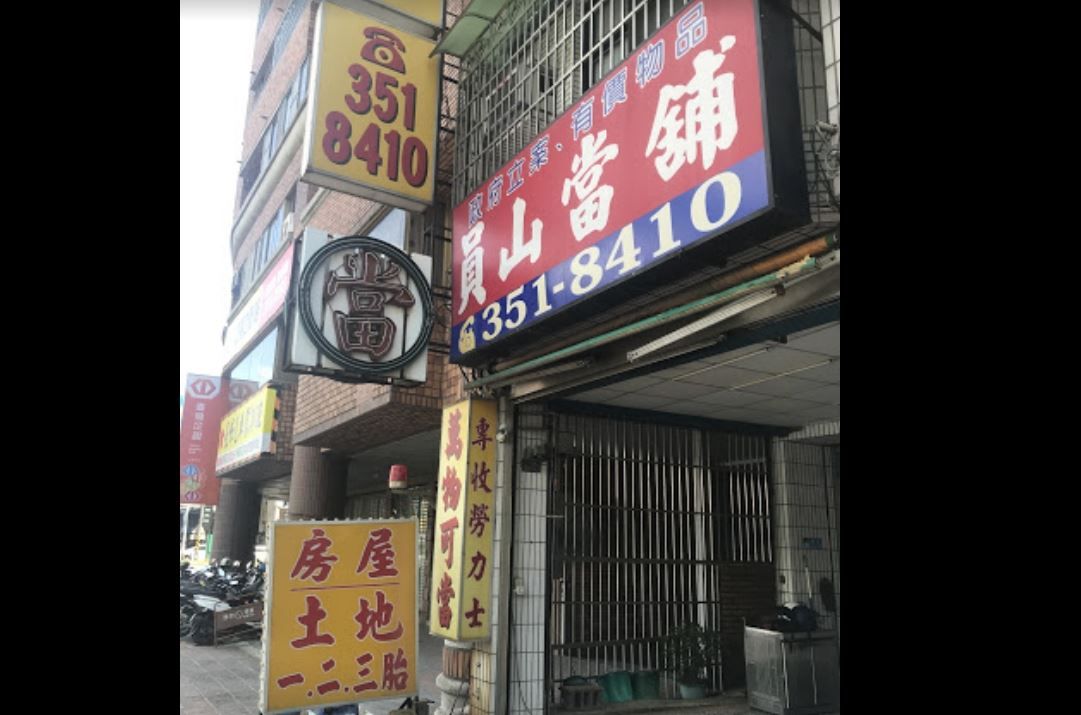 351
8410
政府立案、有價物品
員山當舖
☎351-8410
當
萬物可當
專收勞力士
房屋
土地
一.二.三胎